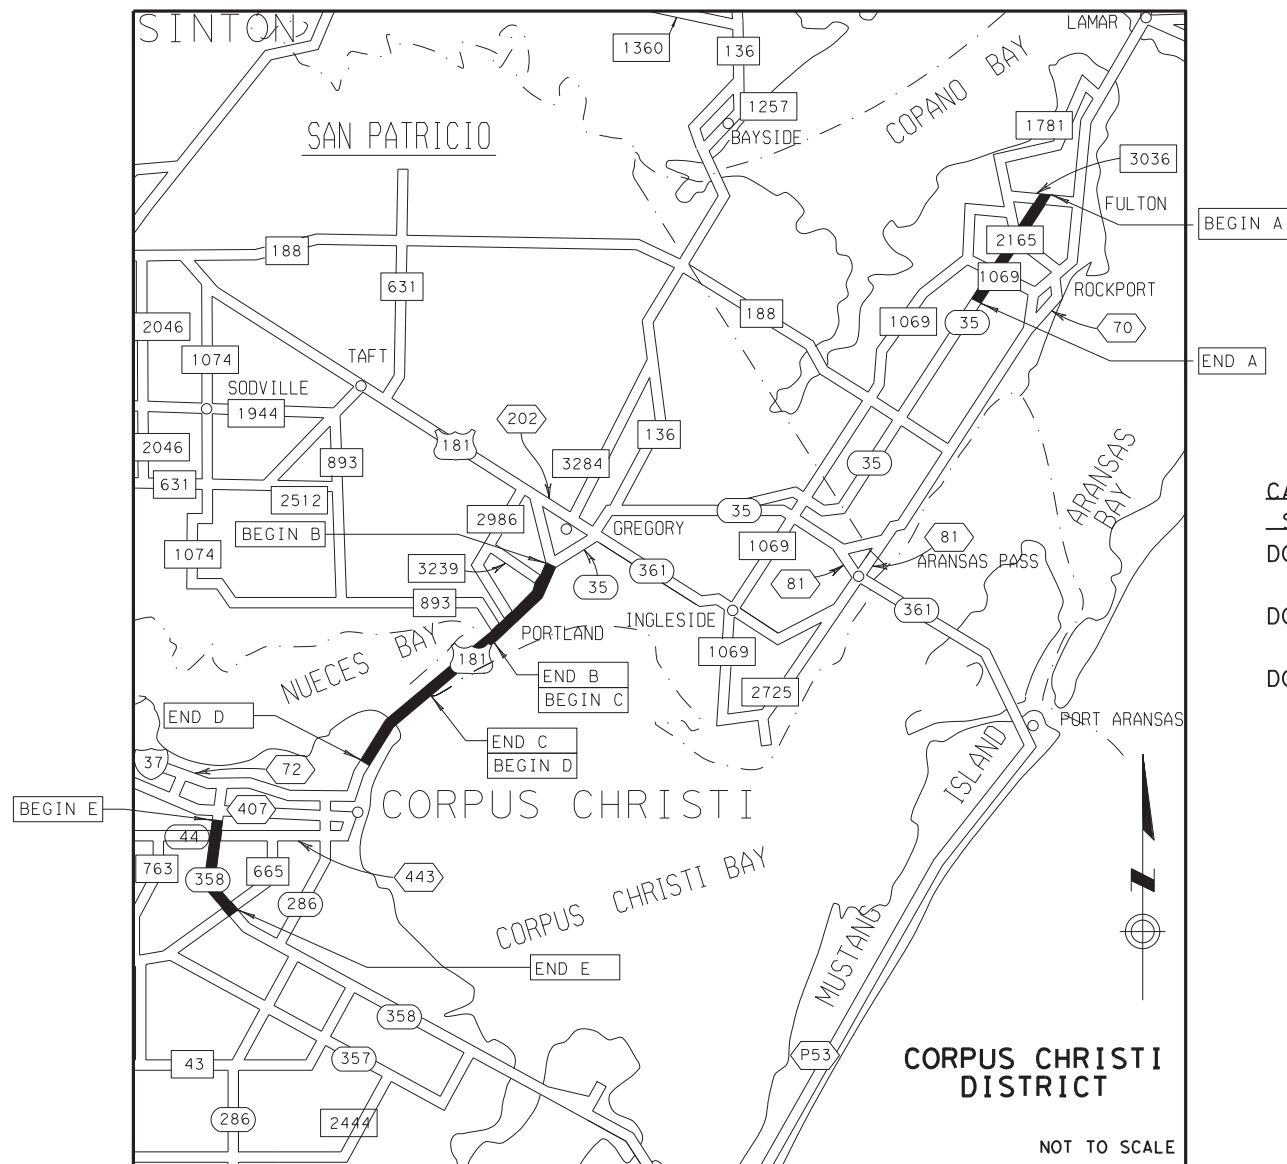 SINTON
LAMAR
1360
136
COPANO BAY
1257
1781
SAN PATRICIO
BAYSIDE
3036
FULTON
BEGIN A
188
2165
631
1069
ROCKPORT
2046
188
1069
35
70
1074
TAFT
END A
SODVILLE
1944
202
181
136
2046
893
3284
35
ARANSAS
BAY
631
2512
CA
S
2986
35
BEGIN B
GREGORY
1069
81
1074
DO
3239
361
ARANSAS PASS
35
81
893
INGLESIDE
361
DO
PORTLAND
NUECES BAY
181
1069
END B
BEGIN C
2725
DO
END D
PORT ARANSAS
END C
BEGIN D
37
72
ISLAND
BEGIN E
407
CORPUS CHRISTI
44
763
665
358
443
286
CORPUS CHRISTI BAY
MUSTANG
END E
358
357
P53
43
CORPUS CHRISTI
DISTRICT
286
2444
NOT TO SCALE